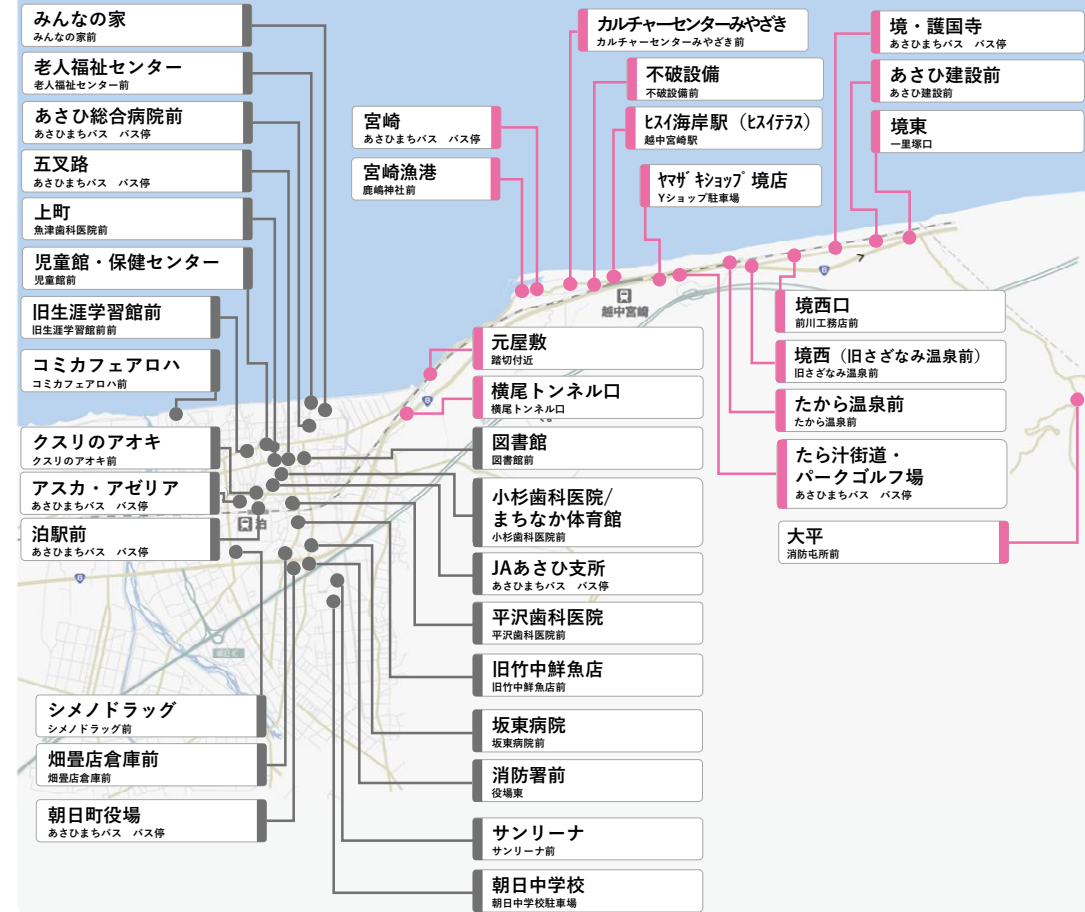 みんなの家
みんなの家前
老人福祉センター
老人福祉センター前
あさひ総合病院前
あさひまちバス　バス停
五叉路
あさひまちバス　バス停
上町
魚津歯科医院前
児童館・保健センター
児童館前
旧生涯学習館前
旧生涯学習館前前
コミカフェアロハ
コミカフェアロハ前
クスリのアオキ
クスリのアオキ前
アスカ・アゼリア
あさひまちバス　バス停
泊駅前
あさひまちバス　バス停
シメノドラッグ
シメノドラッグ前
畑畳店倉庫前
畑畳店倉庫前
朝日町役場
あさひまちバス　バス停
宮崎
あさひまちバス　バス停
宮崎漁港
鹿嶋神社前
カルチャーセンターみやざき
カルチャーセンターみやざき前
不破設備
不破設備前
ﾋｽｲ海岸駅（ﾋｽｲﾃﾗｽ）
越中宮崎駅
ﾔﾏｻﾞｷｼｮｯﾌﾟ境店
Yショップ駐車場
境・護国寺
あさひまちバス　バス停
あさひ建設前
あさひ建設前
境東
一里塚口
元屋敷
踏切付近
横尾トンネル口
横尾トンネル口
図書館
図書館前
小杉歯科医院/
まちなか体育館
小杉歯科医院前
JAあさひ支所
あさひまちバス　バス停
平沢歯科医院
平沢歯科医院前
旧竹中鮮魚店
旧竹中鮮魚店前
坂東病院
坂東病院前
消防署前
役場東
サンリーナ
サンリーナ前
朝日中学校
朝日中学校駐車場
境西口
前川工務店前
境西（旧さざなみ温泉前）
旧さざなみ温泉前
たから温泉前
たから温泉前
たら汁街道・
パークゴルフ場
あさひまちバス　バス停
大平
消防屯所前
越中宮崎
泊
8
8
8
朝日IC